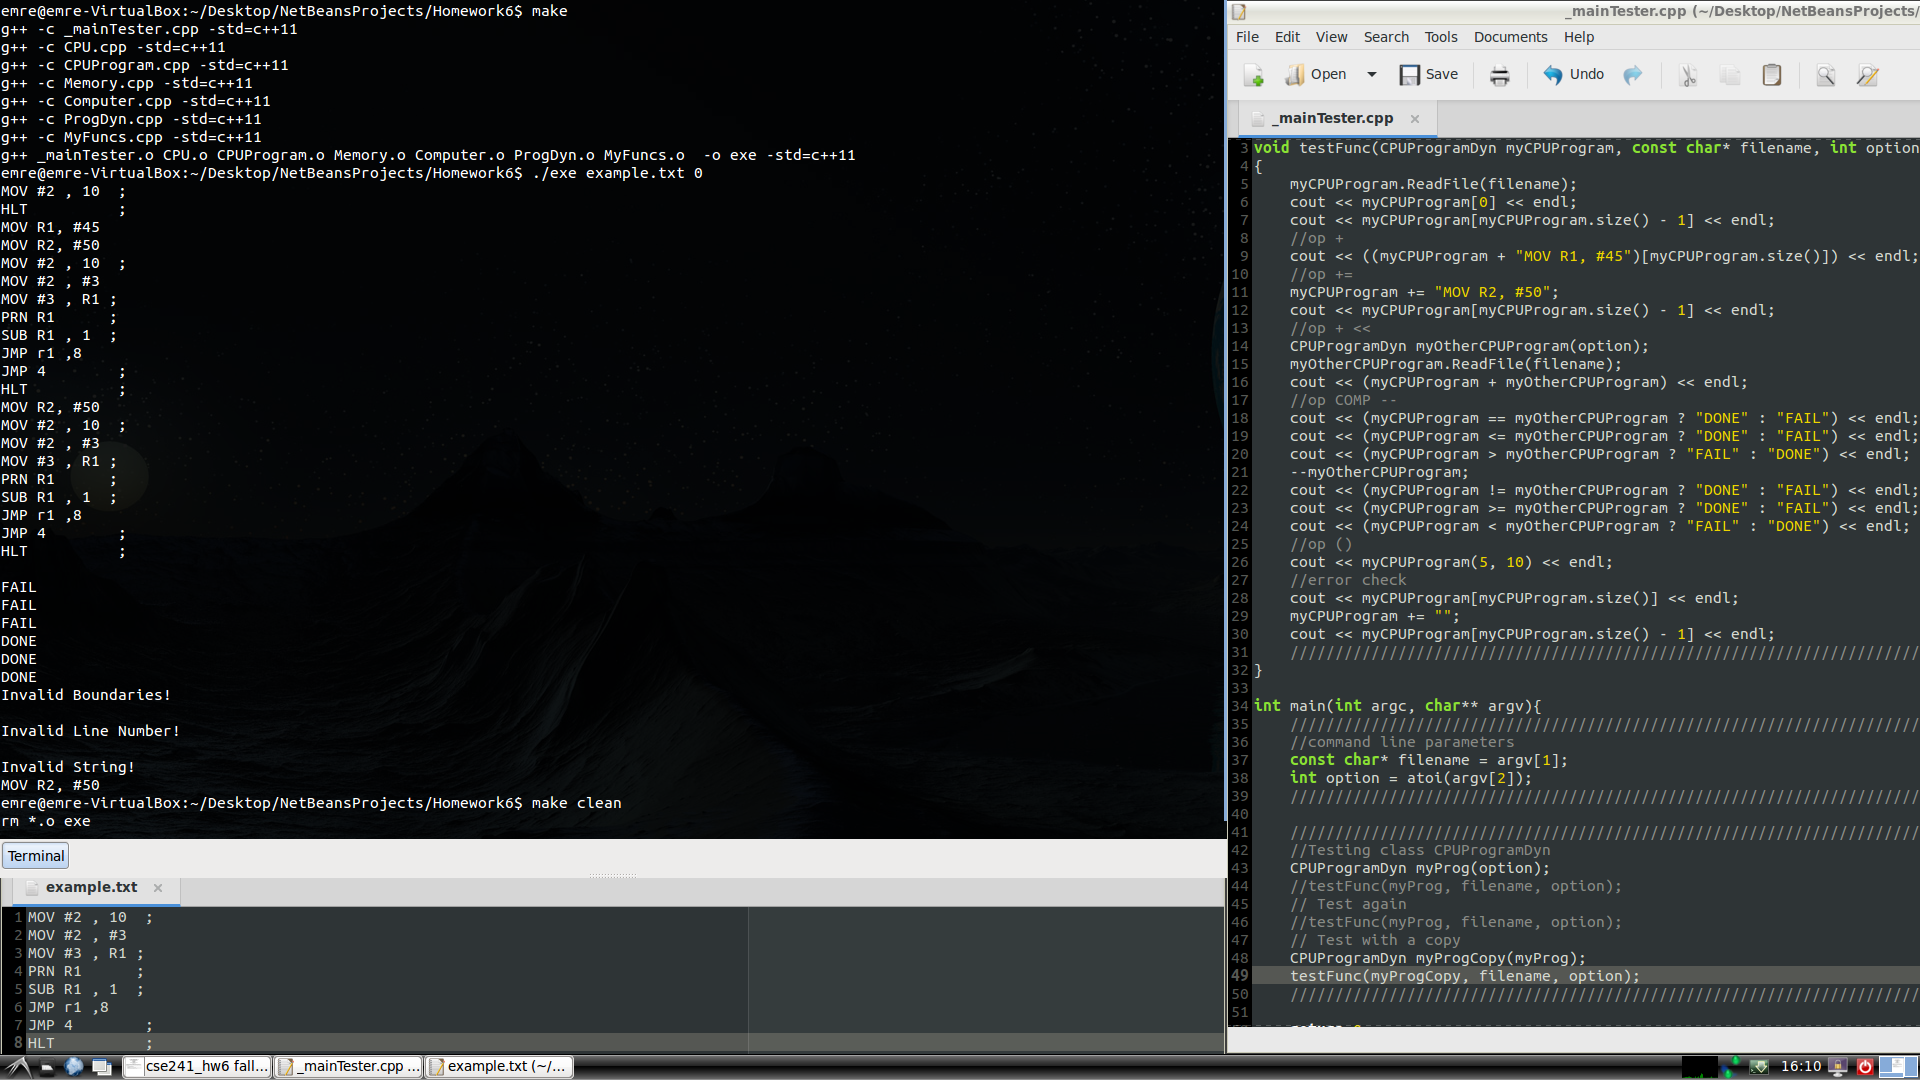 emre@emre-VirtualBox:~/Desktop/NetBeansProjects/Homework6$ make
g++ -c _mainTester.cpp -std=c++11
g++ -c CPU.cpp -std=c++11
g++ -c CPUProgram.cpp -std=c++11
g++ -c Memory.cpp -std=c++11
g++ -c Computer.cpp -std=c++11
g++ -c ProgDyn.cpp -std=c++11
g++ -c MyFuncs.cpp -std=c++11
g++ _mainTester.o CPU.o CPUProgram.o Memory.o Computer.o ProgDyn.o MyFuncs.o  -o exe -std=c++11
emre@emre-VirtualBox:~/Desktop/NetBeansProjects/Homework6$ ./exe example.txt 0
MOV #2 , 10  ;
HLT          ;
MOV R1, #45
MOV R2, #50
MOV #2 , 10  ;
MOV #2 , #3
MOV #3 , R1 ;
PRN R1      ;
SUB R1 , 1  ;
JMP r1 ,8
JMP 4        ;
HLT          ;
MOV R2, #50
MOV #2 , 10  ;
MOV #2 , #3
MOV #3 , R1 ;
PRN R1      ;
SUB R1 , 1  ;
JMP r1 ,8
JMP 4        ;
HLT          ;
FAIL
FAIL
FAIL
DONE
DONE
DONE
Invalid Boundaries!
Invalid Line Number!
Invalid String!
MOV R2, #50
emre@emre-VirtualBox:~/Desktop/NetBeansProjects/Homework6$ make clean
rm *.o exe
Terminal
example.txt ×
1 MOV #2 , 10  ;
2 MOV #2 , #3
3 MOV #3 , R1 ;
4 PRN R1      ;
5 SUB R1 , 1  ;
6 JMP r1 ,8
7 JMP 4        ;
8 HLT          ;
_mainTester.cpp (~/Desktop/NetBeansProjects/
File Edit View Search Tools Documents Help
Open Save Undo
_mainTester.cpp ×
3 void testFunc(CPUProgramDyn myCPUProgram, const char* filename, int option
4 {
5     myCPUProgram.ReadFile(filename);
6     cout << myCPUProgram[0] << endl;
7     cout << myCPUProgram[myCPUProgram.size() - 1] << endl;
8     //op +
9     cout << ((myCPUProgram + "MOV R1, #45")[myCPUProgram.size()]) << endl;
10     //op +=
11     myCPUProgram += "MOV R2, #50";
12     cout << myCPUProgram[myCPUProgram.size() - 1] << endl;
13     //op + <<
14     CPUProgramDyn myOtherCPUProgram(option);
15     myOtherCPUProgram.ReadFile(filename);
16     cout << (myCPUProgram + myOtherCPUProgram) << endl;
17     //op COMP --
18     cout << (myCPUProgram == myOtherCPUProgram ? "DONE" : "FAIL") << endl;
19     cout << (myCPUProgram <= myOtherCPUProgram ? "DONE" : "FAIL") << endl;
20     cout << (myCPUProgram > myOtherCPUProgram ? "FAIL" : "DONE") << endl;
21     --myOtherCPUProgram;
22     cout << (myCPUProgram != myOtherCPUProgram ? "DONE" : "FAIL") << endl;
23     cout << (myCPUProgram >= myOtherCPUProgram ? "DONE" : "FAIL") << endl;
24     cout << (myCPUProgram < myOtherCPUProgram ? "FAIL" : "DONE") << endl;
25     //op ()
26     cout << myCPUProgram(5, 10) << endl;
27     //error check
28     cout << myCPUProgram[myCPUProgram.size()] << endl;
29     myCPUProgram += "";
30     cout << myCPUProgram[myCPUProgram.size() - 1] << endl;
31     //////////////////////////////////////////////////////////////////////
32 }
33
34 int main(int argc, char** argv){
35     //////////////////////////////////////////////////////////////////////
36     //command line parameters
37     const char* filename = argv[1];
38     int option = atoi(argv[2]);
39     //////////////////////////////////////////////////////////////////////
40
41     //////////////////////////////////////////////////////////////////////
42     //Testing class CPUProgramDyn
43     CPUProgramDyn myProg(option);
44     //testFunc(myProg, filename, option);
45     // Test again
46     //testFunc(myProg, filename, option);
47     // Test with a copy
48     CPUProgramDyn myProgCopy(myProg);
49     testFunc(myProgCopy, filename, option);
50     //////////////////////////////////////////////////////////////////////
51
cse241_hw6 fall... _mainTester.cpp ... example.txt (~/... 16:10